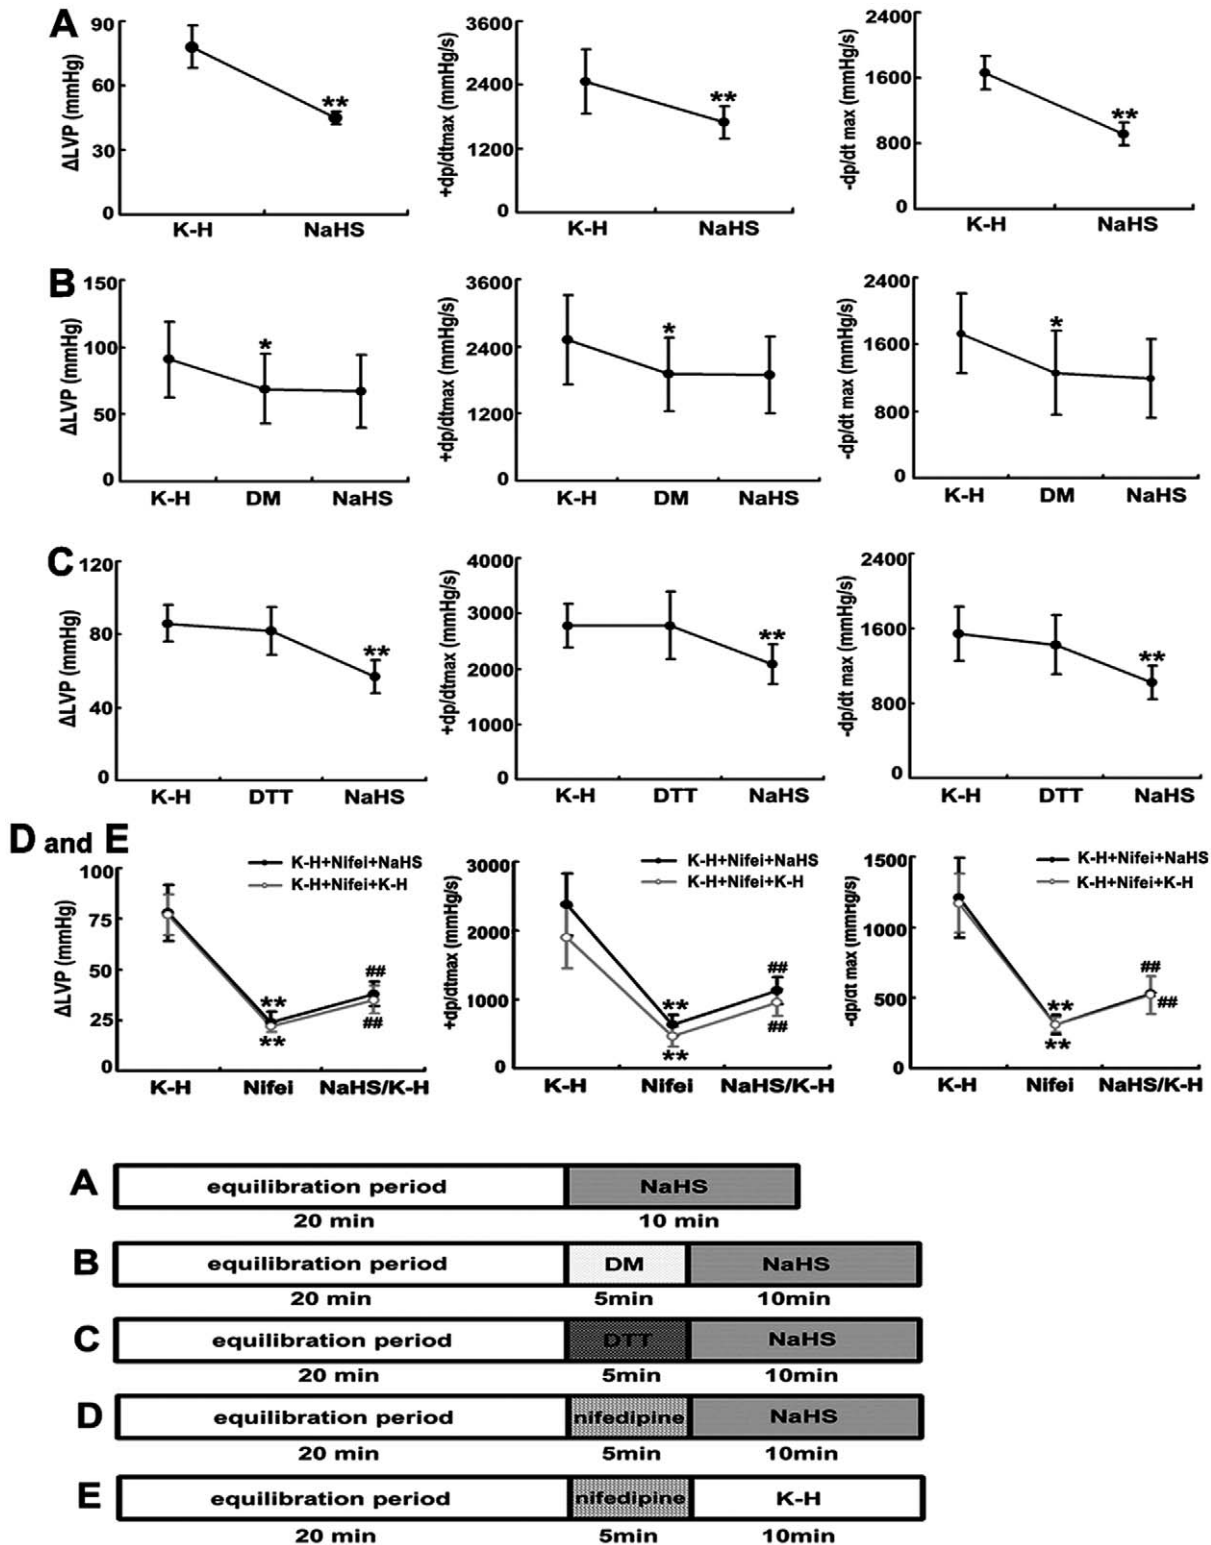 A
ΔLVP (mmHg)
90
60
30
0
K-H NaHS
**
+dp/dtmax (mmHg/s)
3600
2400
1200
0
K-H NaHS
**
-dp/dt max (mmHg/s)
2400
1600
800
0
K-H NaHS
**
B
ΔLVP (mmHg)
150
100
50
0
K-H DM NaHS
*
+dp/dtmax (mmHg/s)
3600
2400
1200
0
K-H DM NaHS
*
-dp/dt max (mmHg/s)
2400
1600
800
0
K-H DM NaHS
*
C
ΔLVP (mmHg)
120
80
40
0
K-H DTT NaHS
**
+dp/dtmax (mmHg/s)
4000
3000
2000
1000
0
K-H DTT NaHS
**
-dp/dt max (mmHg/s)
2400
1600
800
0
K-H DTT NaHS
**
D and E
ΔLVP (mmHg)
100
75
50
25
0
K-H+Nifei+NaHS
K-H+Nifei+K-H
**
**
##
##
K-H Nifei NaHS/K-H
+dp/dtmax (mmHg/s)
3000
2000
1000
0
K-H+Nifei+NaHS
K-H+Nifei+K-H
**
**
##
##
K-H Nifei NaHS/K-H
-dp/dt max (mmHg/s)
1500
1000
500
0
K-H+Nifei+NaHS
K-H+Nifei+K-H
**
**
##
##
K-H Nifei NaHS/K-H
A equilibration period NaHS
20 min 10 min
B equilibration period DM NaHS
20 min 5min 10min
C equilibration period DTT NaHS
20 min 5min 10min
D equilibration period nifedipine NaHS
20 min 5min 10min
E equilibration period nifedipine K-H
20 min 5min 10min